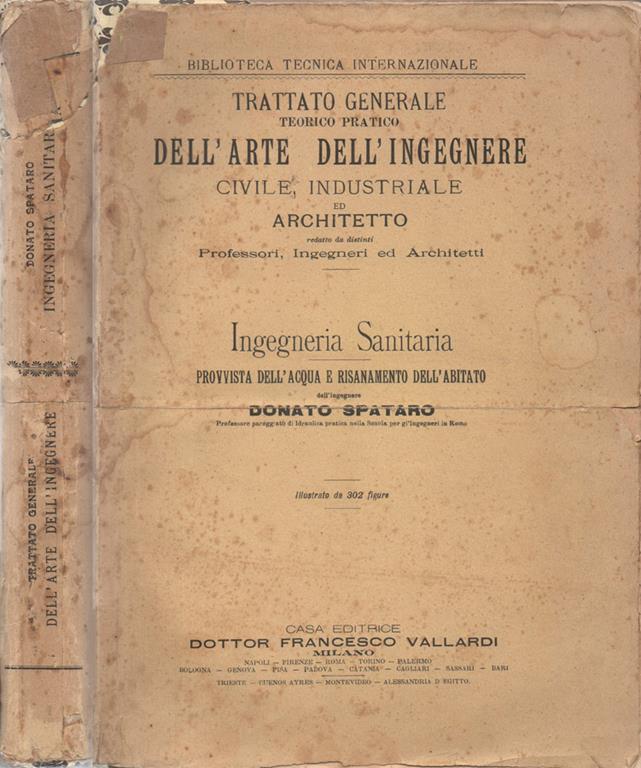 DONATO SPATARO
INGEGNERIA SANITARIA
TRATTATO GENERALE
DELL'ARTE DELL'INGEGNERE
BIBLIOTECA TECNICA INTERNAZIONALE
TRATTATO GENERALE
TEORICO PRATICO
DELL'ARTE DELL'INGEGNERE
CIVILE, INDUSTRIALE
ED
ARCHITETTO
redatto da distinti
Professori, Ingegneri ed Architetti
Ingegneria Sanitaria
PROVVISTA DELL'ACQUA E RISANAMENTO DELL'ABITATO
dell'ingegnere
DONATO SPATARO
Professore pareggiato di Idraulica pratica nella Scuola per gl'Ingegneri in Roma
Illustrato da 302 figure
CASA EDITRICE
DOTTOR FRANCESCO VALLARDI
MILANO
NAPOLI — FIRENZE — ROMA — TORINO — PALERMO
BOLOGNA — GENOVA — PISA — PADOVA — CATANIA — CAGLIARI — SASSARI — BARI
TRIESTE — BUENOS AYRES — MONTEVIDEO — ALESSANDRIA D'EGITTO.